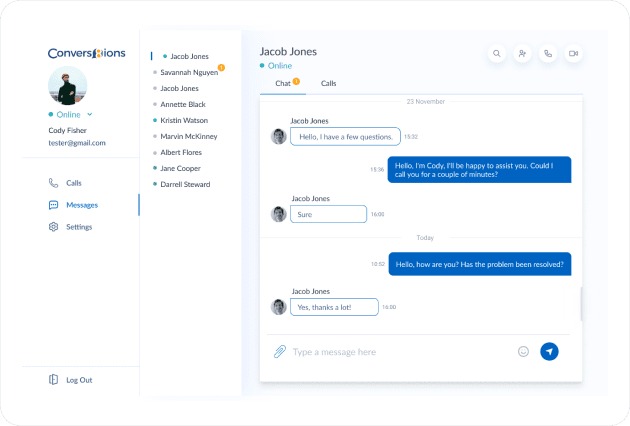 Conversions
Online
Cody Fisher
tester@gmail.com
Calls
Messages
Settings
Log Out
Jacob Jones
Savannah Nguyen
1
Jacob Jones
Annette Black
Kristin Watson
Marvin McKinney
Albert Flores
Jane Cooper
Darrell Steward
Jacob Jones
Online
Chat 1
Calls
23 November
Jacob Jones
Hello, I have a few questions.
15:32
15:36
Hello, I'm Cody, I'll be happy to assist you. Could I
call you for a couple of minutes?
Jacob Jones
Sure
16:00
Today
18:52
Hello, how are you? Has the problem been resolved?
Jacob Jones
Yes, thanks a lot!
16:00
Type a message here